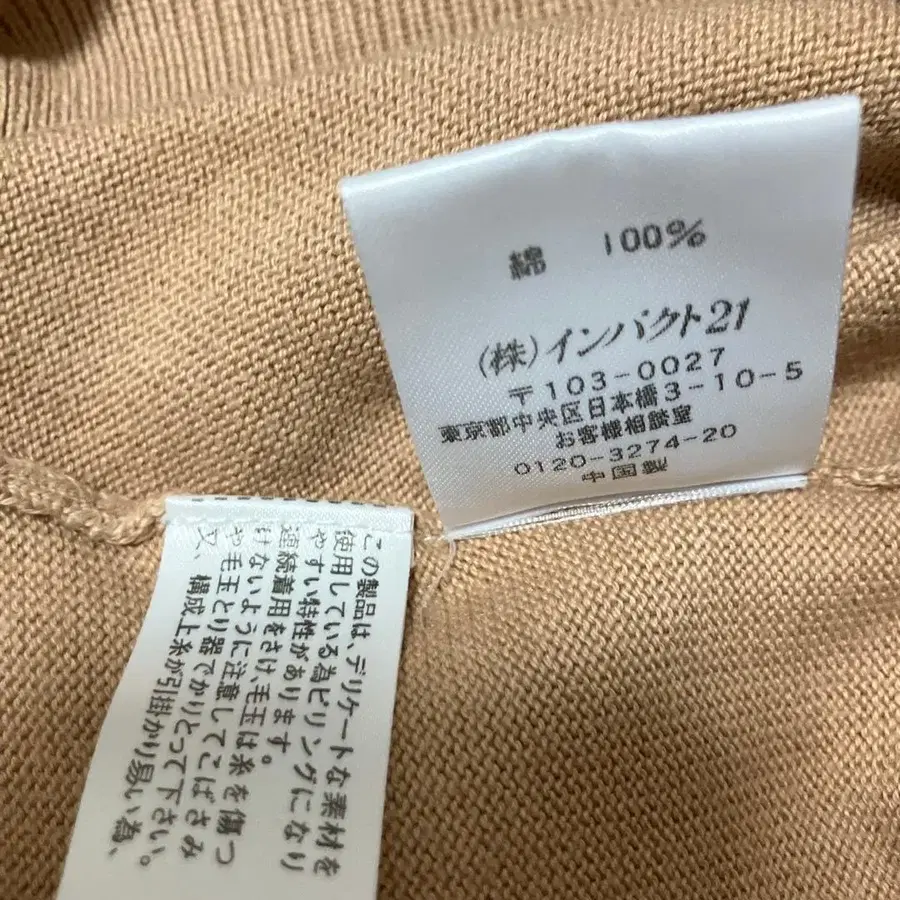 綿 100%
(株)インパクト21
〒103-0027
東京都中央区日本橋3-10-5
お客様相談室
0120-3274-20
中国製
この製品は、デリケートな素材を
使用している為ピリングになり
やすい特性があります。
連続着用をさけ、毛玉は糸を傷つ
けないように注意してこばさみ
や毛玉とり器でかりとって下さい。
又、構成上糸が引掛かり易い為、